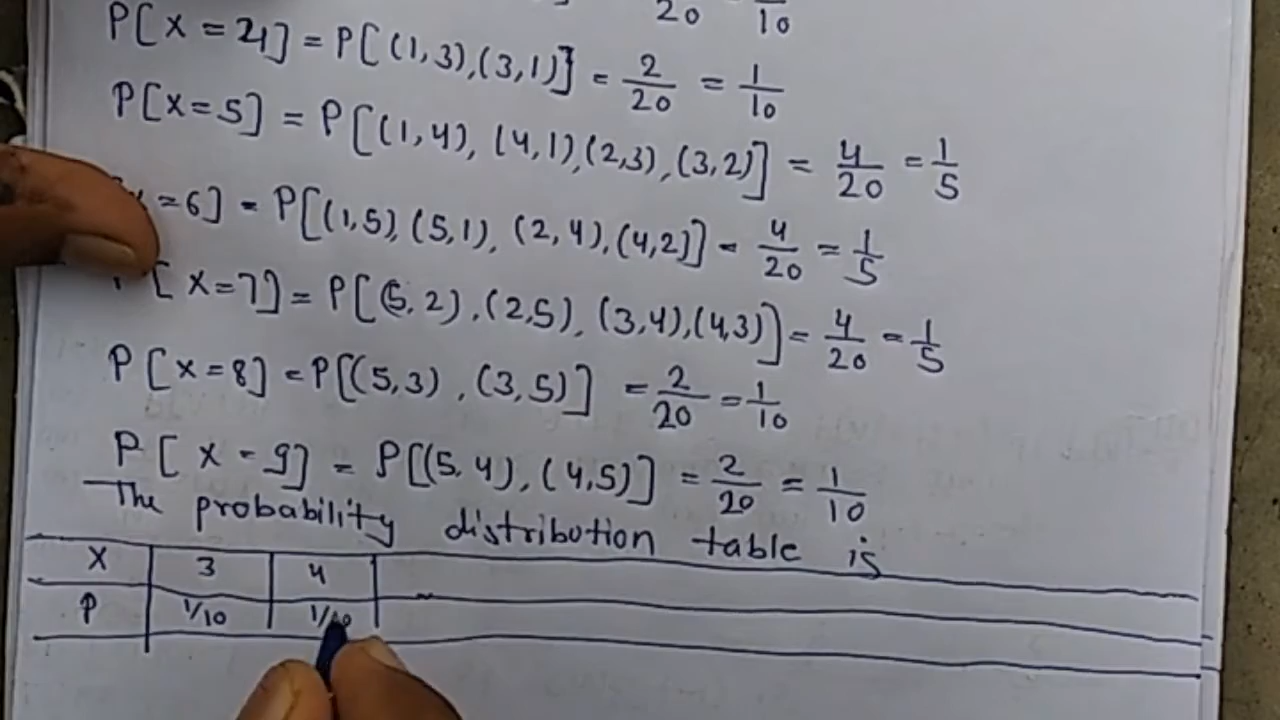 20 10
P[X=4] = P[(1,3),(3,1)] = 2/20 = 1/10
P[X=5] = P[(1,4), (4,1),(2,3),(3,2)] = 4/20 = 1/5
=6] = P[(1,5),(5,1), (2,4),(4,2)] = 4/20 = 1/5
[X=7] = P[(5,2),(2,5), (3,4),(4,3)] = 4/20 = 1/5
P[X=8] = P[(5,3), (3,5)] = 2/20 = 1/10
P[X=9] = P[(5,4), (4,5)] = 2/20 = 1/10
The probability distribution table is
X 3 4
P 1/10 1/10